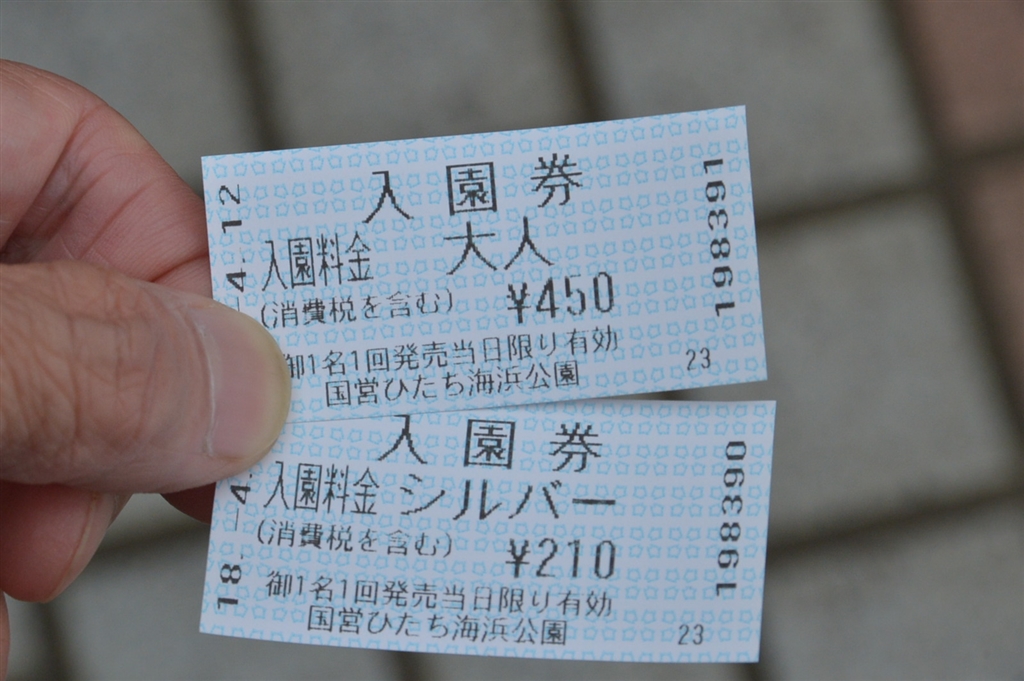 入園券
入園料金 大人
(消費税を含む) ¥450
御1名1回発売当日限り有効
国営ひたち海浜公園 23
-4.12
198391
入園券
入園料金 シルバー
(消費税を含む) ¥210
御1名1回発売当日限り有効
国営ひたち海浜公園 23
18.-4.
198390